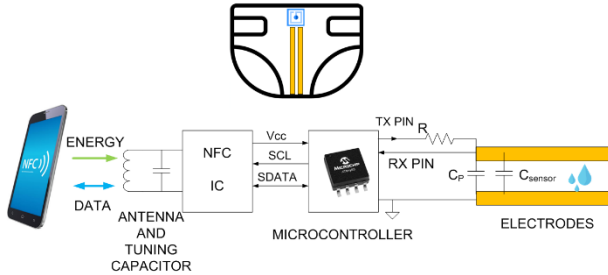 TX PIN
R
ENERGY
Vcc
NFC
NFC
SCL
RX PIN
MICROCHIP
IC
SDATA
CP
Csensor
DATA
ANTENNA
AND
TUNING
CAPACITOR
MICROCONTROLLER
ELECTRODES